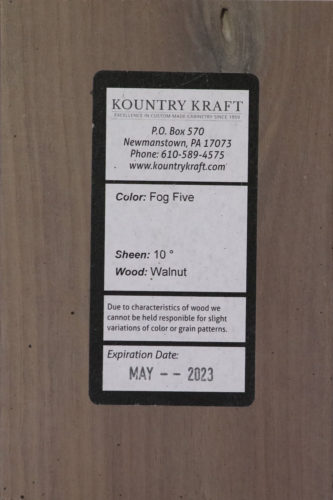 KOUNTRY KRAFT
EXCELLENCE IN CUSTOM-MADE CABINETRY SINCE 1959
P.O. Box 570
Newmanstown, PA 17073
Phone: 610-589-4575
www.kountrykraft.com
Color: Fog Five
Sheen: 10 °
Wood: Walnut
Due to characteristics of wood we
cannot be held responible for slight
variations of color or grain patterns.
Expiration Date:
MAY -- 2023